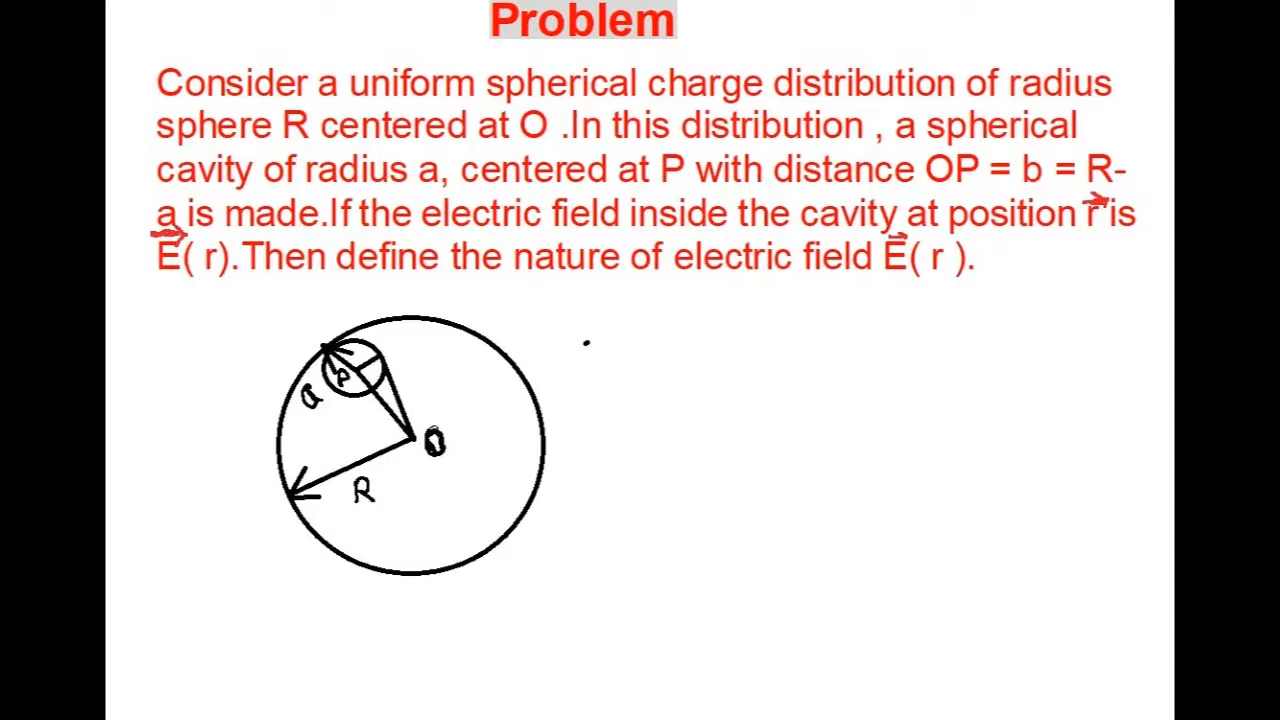 Problem
Consider a uniform spherical charge distribution of radius
sphere R centered at O .In this distribution , a spherical
cavity of radius a, centered at P with distance OP = b = R-
a is made.If the electric field inside the cavity at position r is
E( r).Then define the nature of electric field E( r ).
P
a
O
R